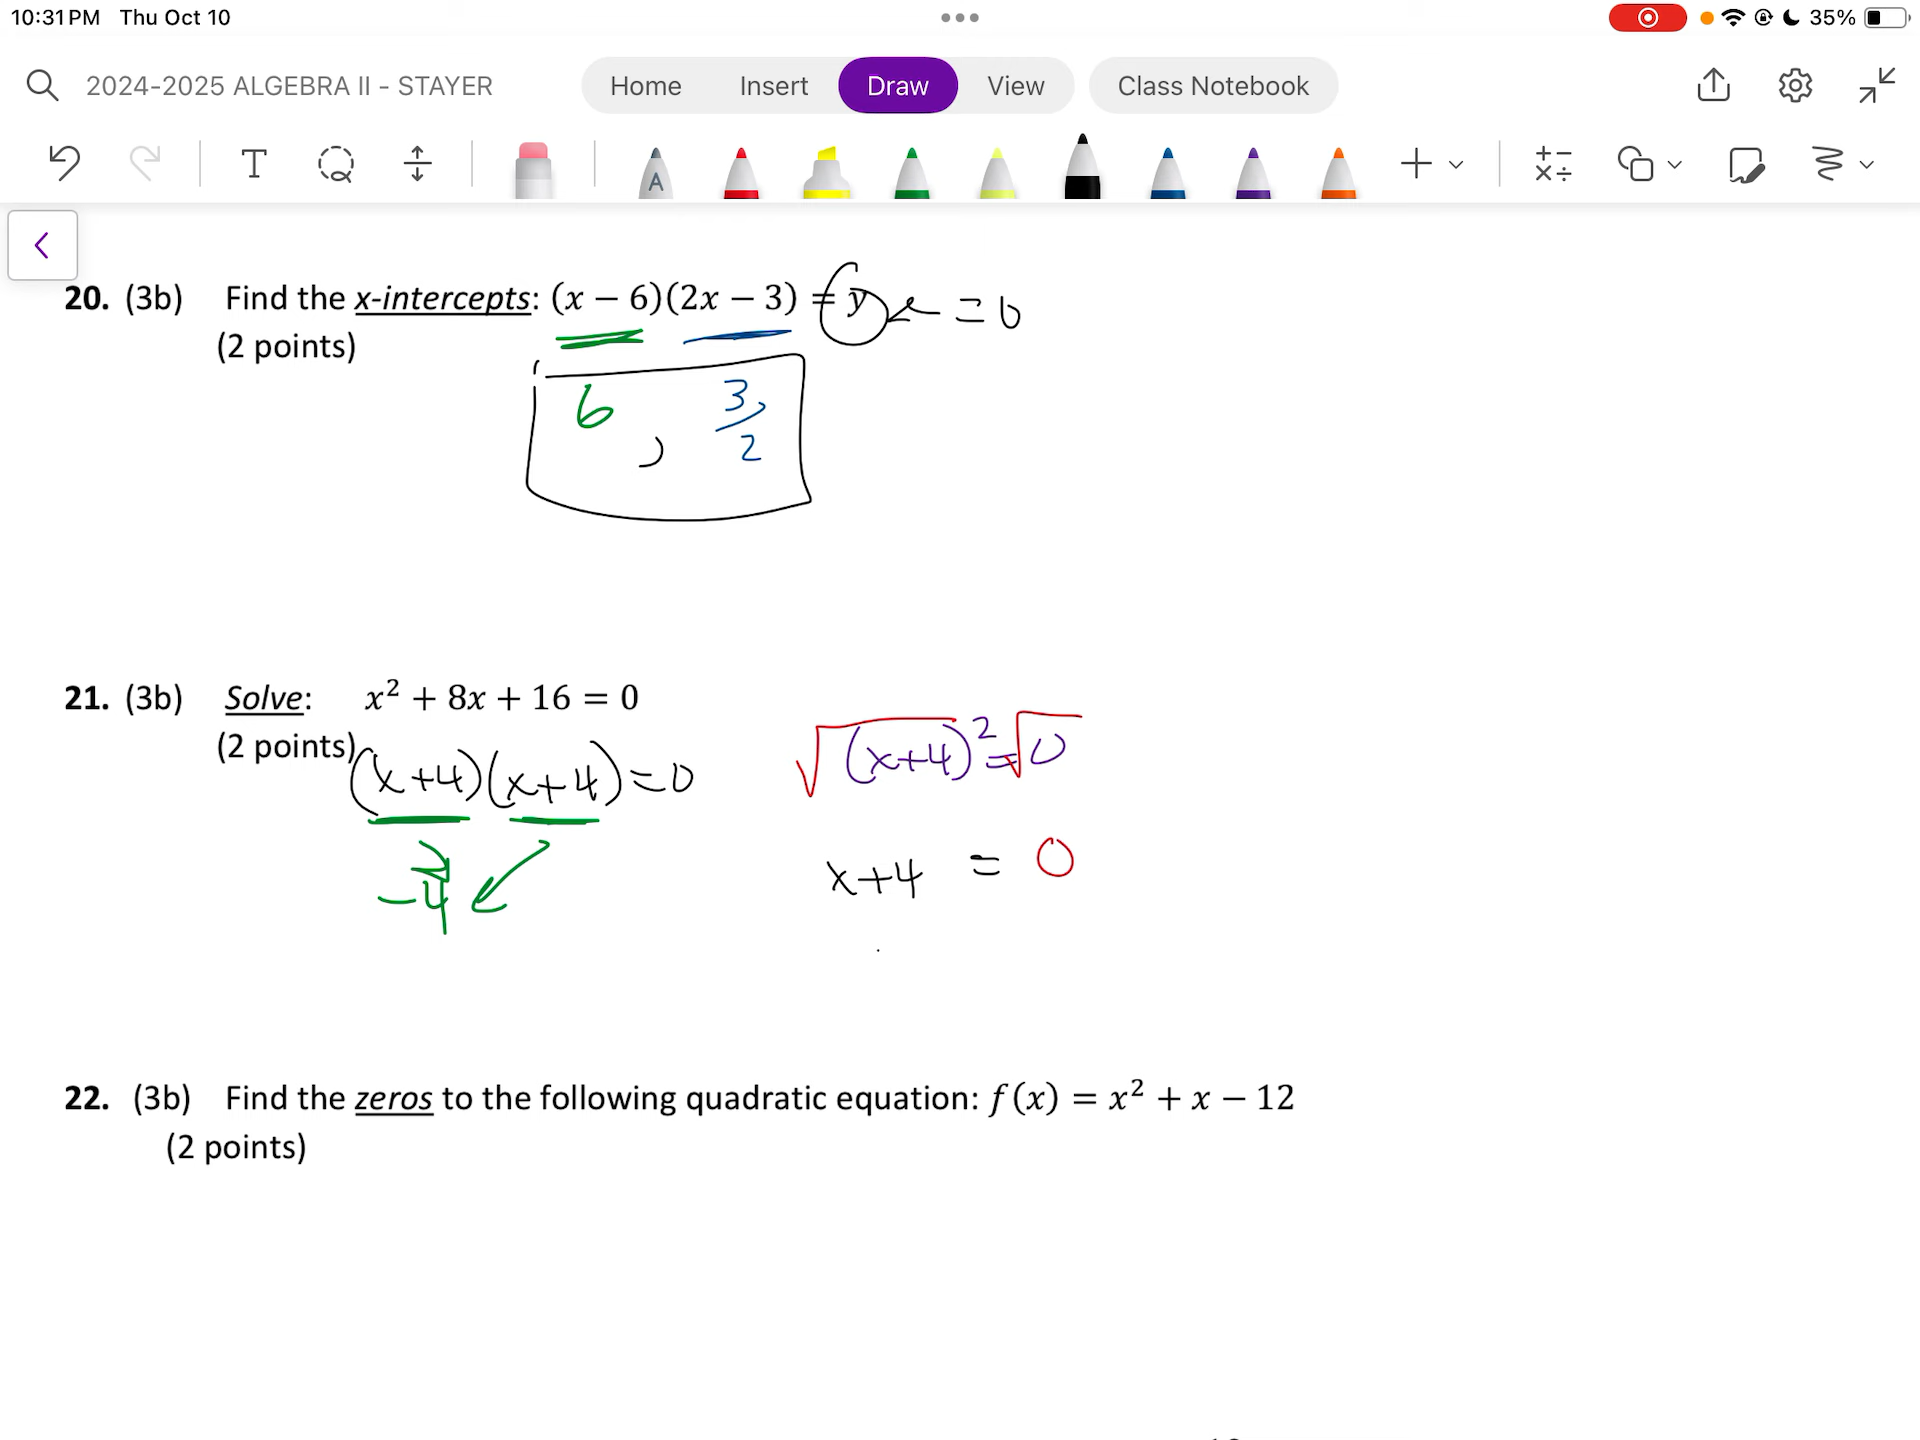 10:31 PM Thu Oct 10
35%
2024-2025 ALGEBRA II - STAYER
Home Insert Draw View Class Notebook
T A
20. (3b) Find the x-intercepts: (x − 6)(2x − 3) = y = 0
(2 points)
6 , 3/2
21. (3b) Solve: x² + 8x + 16 = 0
(2 points)
(x+4)(x+4)=0
√(x+4)² = √0
-4
x+4 = 0
22. (3b) Find the zeros to the following quadratic equation: f(x) = x² + x − 12
(2 points)